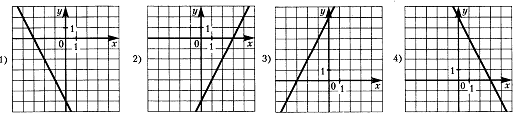 1) y 1 0 1 x
2) y 1 0 1 x
3) y 1 0 1 x
4) y 1 0 1 x